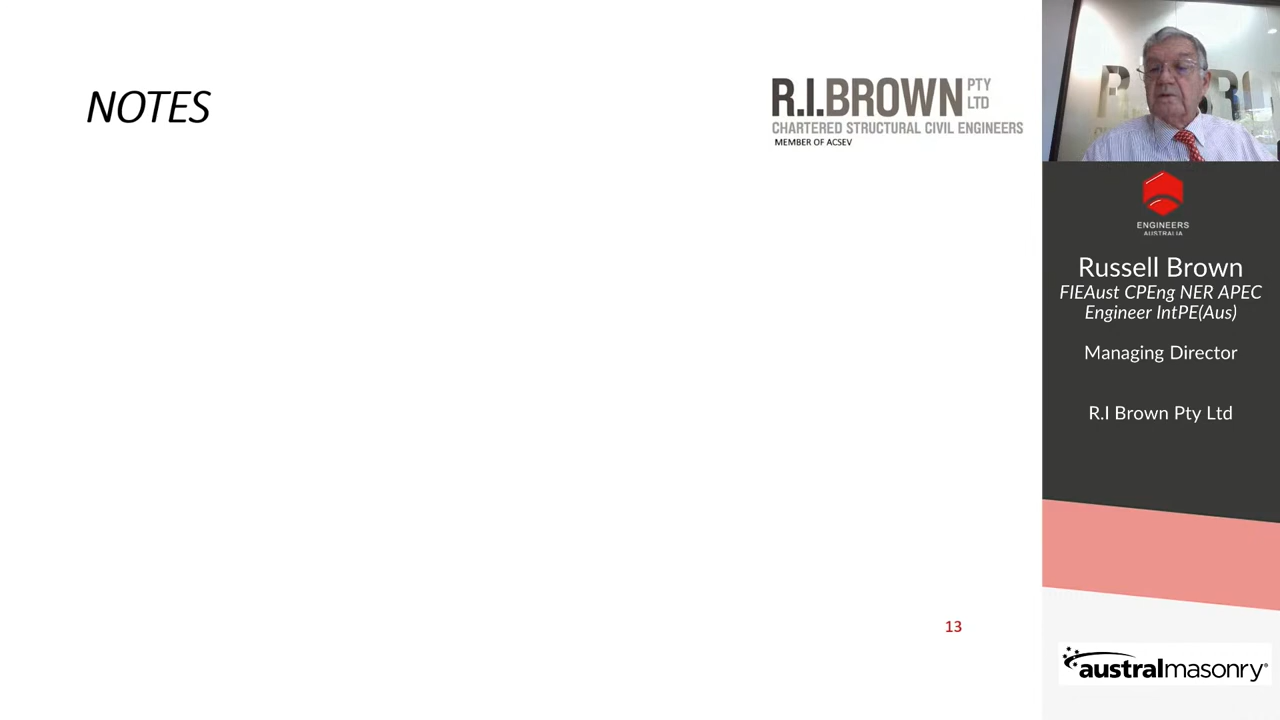 NOTES
R.I.BROWN PTY LTD
CHARTERED STRUCTURAL CIVIL ENGINEERS
MEMBER OF ACSEV
13
ENGINEERS
AUSTRALIA
Russell Brown
FIEAust CPEng NER APEC
Engineer IntPE(Aus)
Managing Director
R.I Brown Pty Ltd
australmasonry®